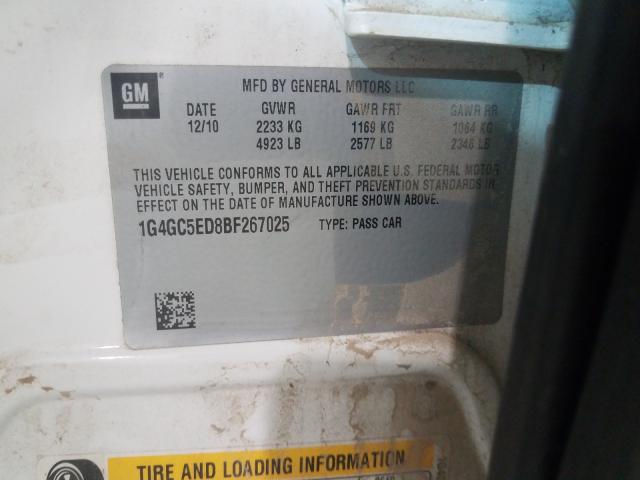 GM
MFD BY GENERAL MOTORS LLC
DATE GVWR GAWR FRT GAWR RR
12/10 2233 KG 1169 KG 1064 KG
4923 LB 2577 LB 2346 LB
THIS VEHICLE CONFORMS TO ALL APPLICABLE U.S. FEDERAL MOTOR
VEHICLE SAFETY, BUMPER, AND THEFT PREVENTION STANDARDS IN
EFFECT ON THE DATE OF MANUFACTURE SHOWN ABOVE.
1G4GC5ED8BF267025 TYPE: PASS CAR
TIRE AND LOADING INFORMATION